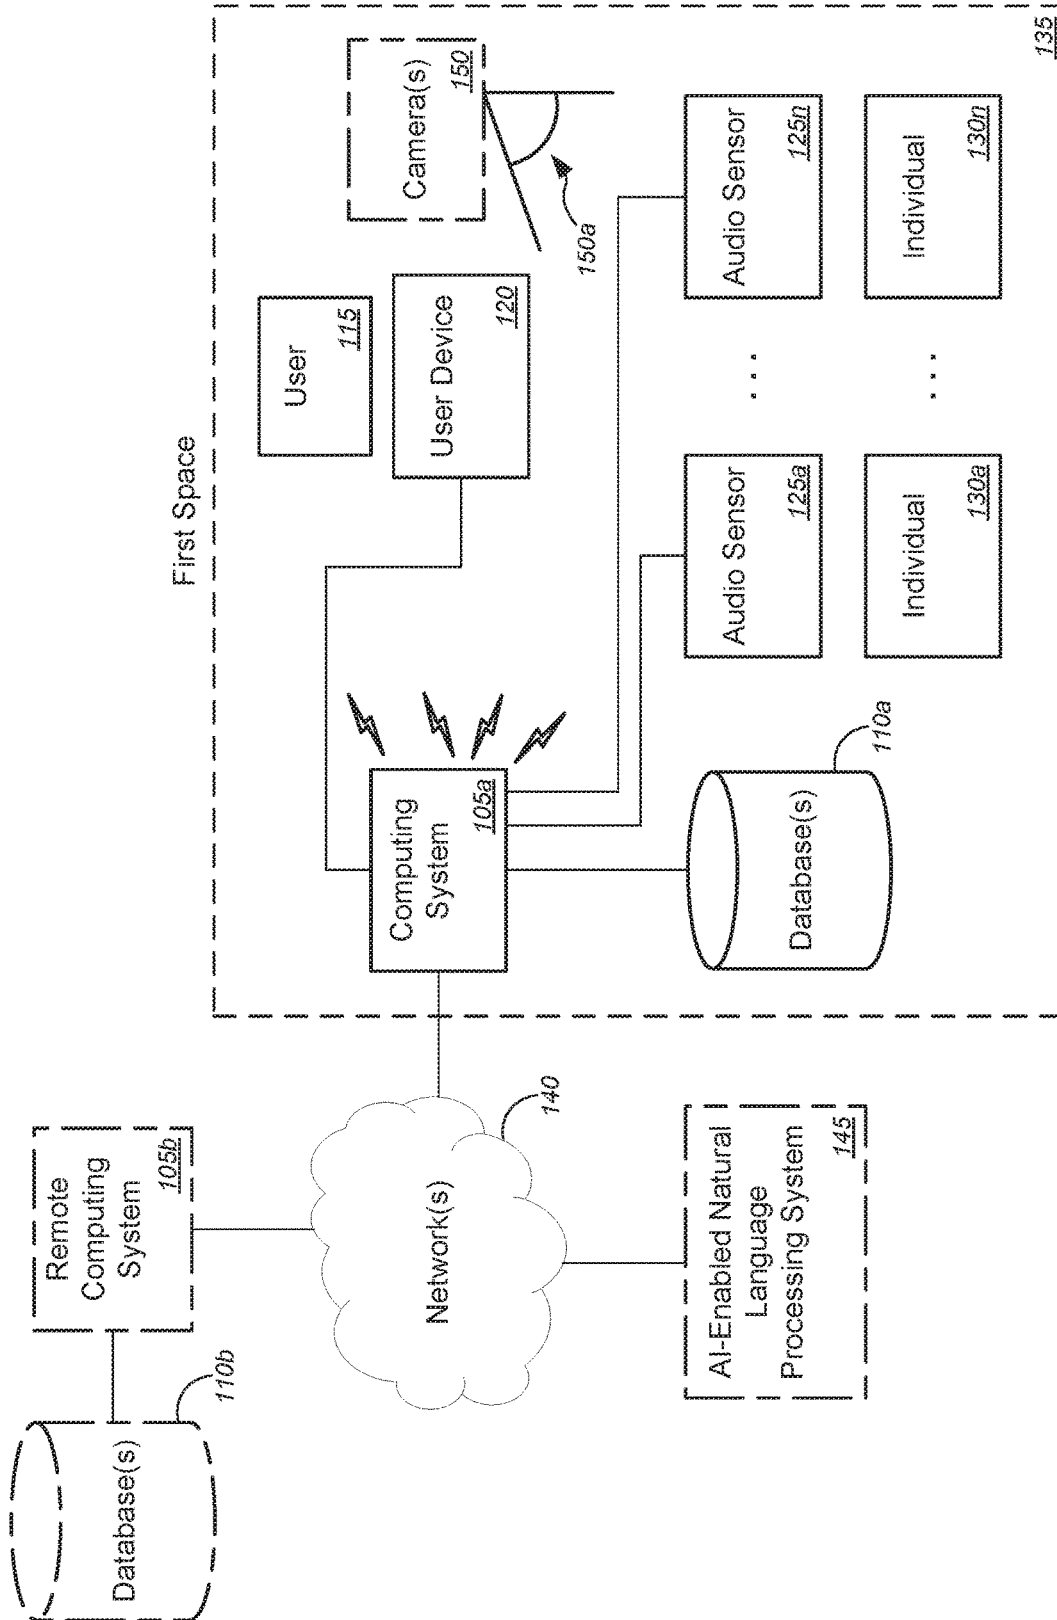 Database(s)
110b
Remote
Computing
System
105b
Network(s)
140
AI-Enabled Natural
Language
Processing System
145
First Space
Computing
System
105a
Database(s)
110a
User
115
User Device
120
Camera(s)
150
150a
Audio Sensor
125a
...
Audio Sensor
125n
Individual
130a
...
Individual
130n
135